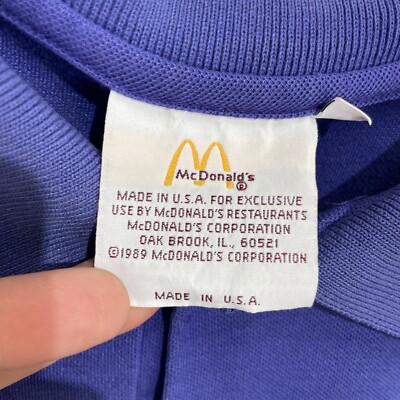 McDonald's
®
MADE IN U.S.A. FOR EXCLUSIVE
USE BY McDONALD'S RESTAURANTS
McDONALD'S CORPORATION
OAK BROOK, IL., 60521
©1989 McDONALD'S CORPORATION
MADE IN U.S.A.